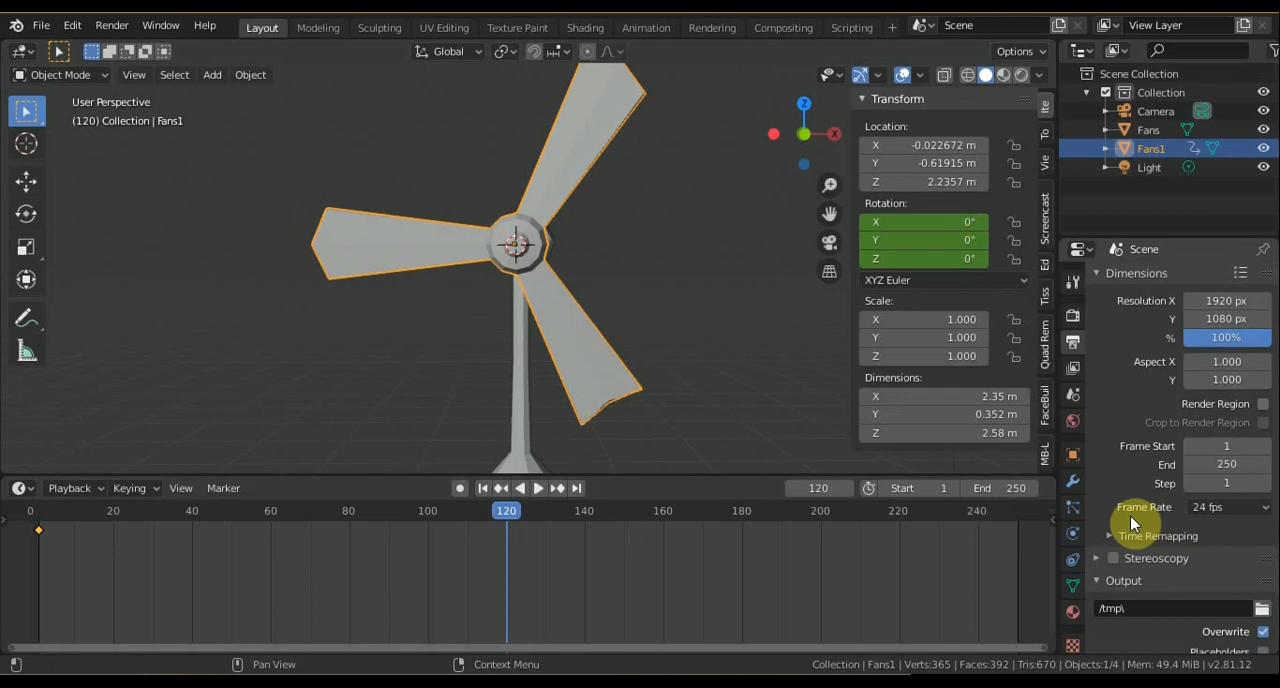 File Edit Render Window Help Layout Modeling Sculpting UV Editing Texture Paint Shading Animation Rendering Compositing Scripting + Scene View Layer
Global Options
Object Mode View Select Add Object
User Perspective
(120) Collection | Fans1
Z
X
Transform
Location:
X -0.022672 m
Y -0.61915 m
Z 2.2357 m
Rotation:
X 0°
Y 0°
Z 0°
XYZ Euler
Scale:
X 1.000
Y 1.000
Z 1.000
Dimensions:
X 2.35 m
Y 0.352 m
Z 2.58 m
Ite
To
Vie
Screencast
Ed
Tiss
Quad Rem
FaceBuil
MB-L
Scene Collection
Collection
Camera
Fans
Fans1
Light
Scene
Dimensions
Resolution X 1920 px
Y 1080 px
% 100%
Aspect X 1.000
Y 1.000
Render Region
Crop to Render Region
Frame Start 1
End 250
Step 1
Frame Rate 24 fps
Time Remapping
Stereoscopy
Output
/tmp\
Overwrite
Placeholders
Playback Keying View Marker 120 Start 1 End 250
0 20 40 60 80 100 120 140 160 180 200 220 240
Pan View Context Menu Collection | Fans1 | Verts:365 | Faces:392 | Tris:670 | Objects:1/4 | Mem: 49.4 MiB | v2.81.12